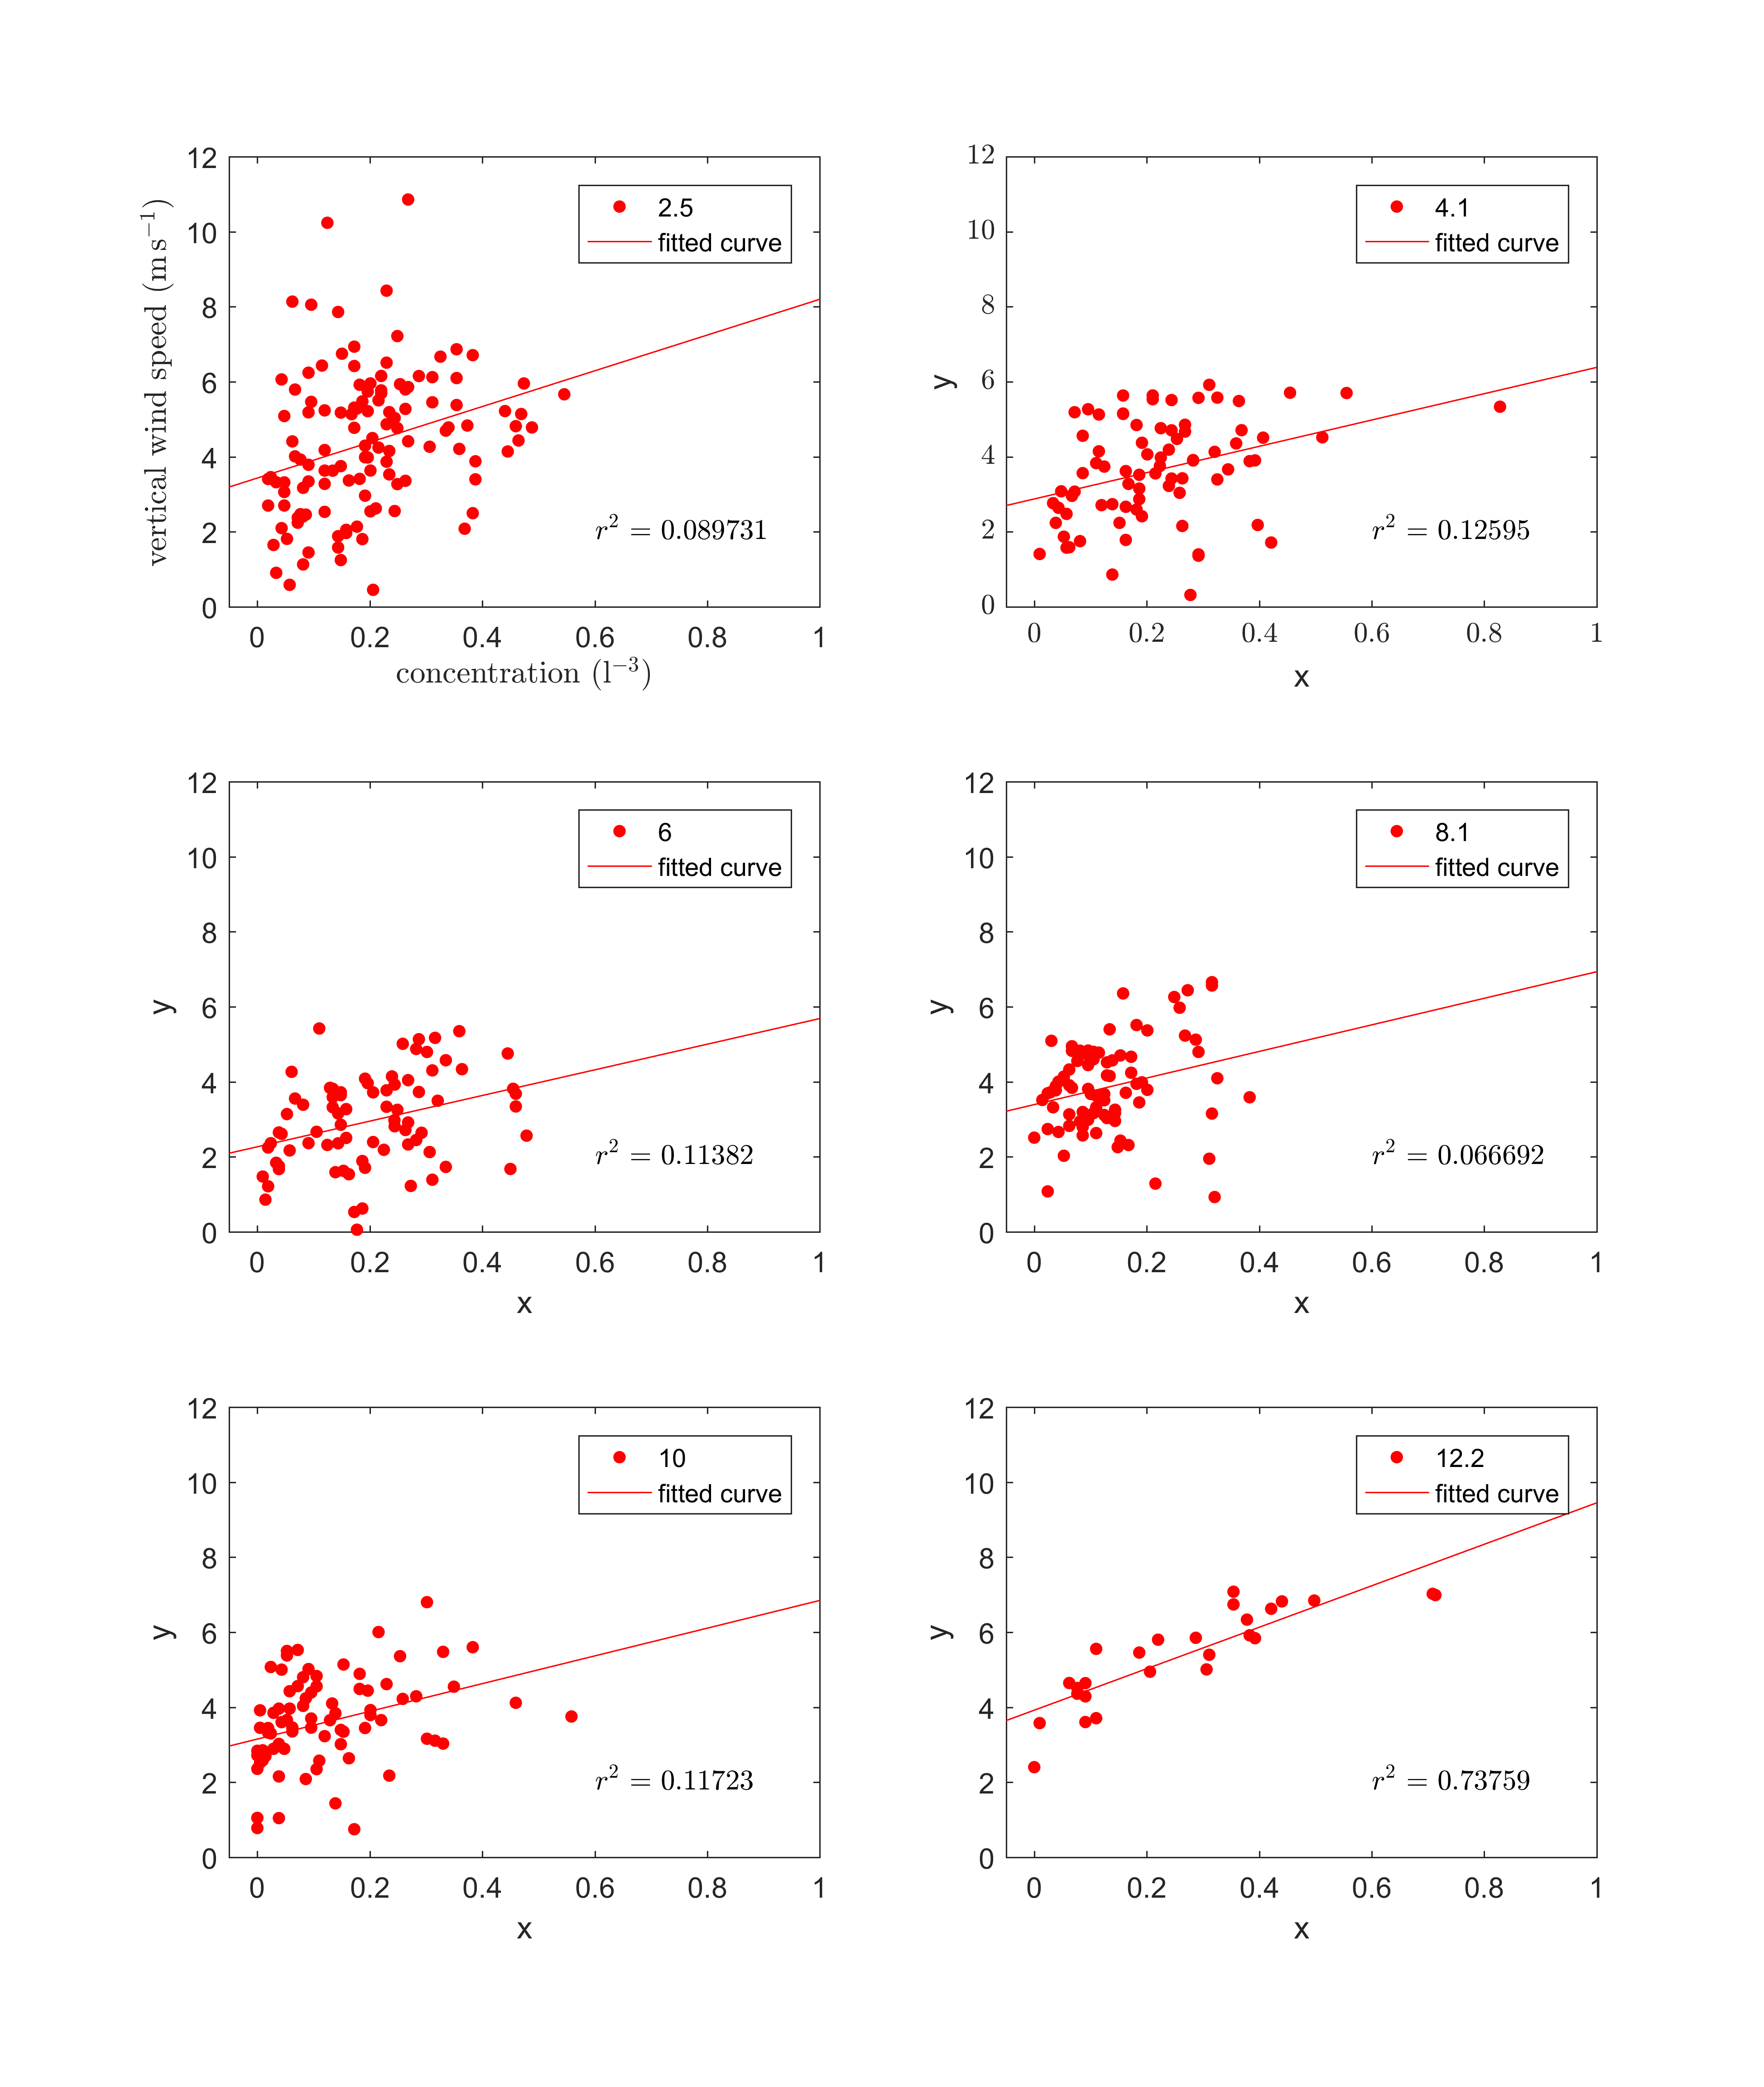 12
10
8
6
4
2
0
vertical wind speed (m s⁻¹)
2.5
fitted curve
r² = 0.089731
0 0.2 0.4 0.6 0.8 1
concentration (l⁻³)
12
10
8
6
4
2
0
y
4.1
fitted curve
r² = 0.12595
0 0.2 0.4 0.6 0.8 1
x
12
10
8
6
4
2
0
y
6
fitted curve
r² = 0.11382
0 0.2 0.4 0.6 0.8 1
x
12
10
8
6
4
2
0
y
8.1
fitted curve
r² = 0.066692
0 0.2 0.4 0.6 0.8 1
x
12
10
8
6
4
2
0
y
10
fitted curve
r² = 0.11723
0 0.2 0.4 0.6 0.8 1
x
12
10
8
6
4
2
0
y
12.2
fitted curve
r² = 0.73759
0 0.2 0.4 0.6 0.8 1
x